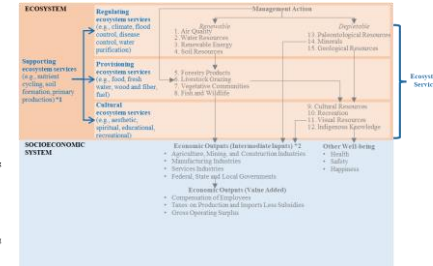 ECOSYSTEM
Regulating
ecosystem services
(e.g., climate, flood
control, disease
control, water
purification)
Supporting
ecosystem services
(e.g., nutrient
cycling, soil
formation, primary
production) *1
Provisioning
ecosystem services
(e.g., food, fresh
water, wood and fiber,
fuel)
Cultural
ecosystem services
(e.g., aesthetic,
spiritual, educational,
recreational)
Management Action
Renewable
1. Air Quality
2. Water Resources
3. Renewable Energy
4. Soil Resources
Depletable
13. Paleontological Resources
14. Minerals
15. Geological Resources
5. Forestry Products
6. Livestock Grazing
7. Vegetative Communities
8. Fish and Wildlife
9. Cultural Resources
10. Recreation
11. Visual Resources
12. Indigenous Knowledge
Ecosyst
Servic
SOCIOECONOMIC
SYSTEM
Economic Outputs (Intermediate Inputs) *2
• Agriculture, Mining, and Construction Industries
• Manufacturing Industries
• Services Industries
• Federal, State and Local Governments
Economic Outputs (Value Added)
• Compensation of Employees
• Taxes on Production and Imports Less Subsidies
• Gross Operating Surplus
Other Well-being
• Health
• Safety
• Happiness